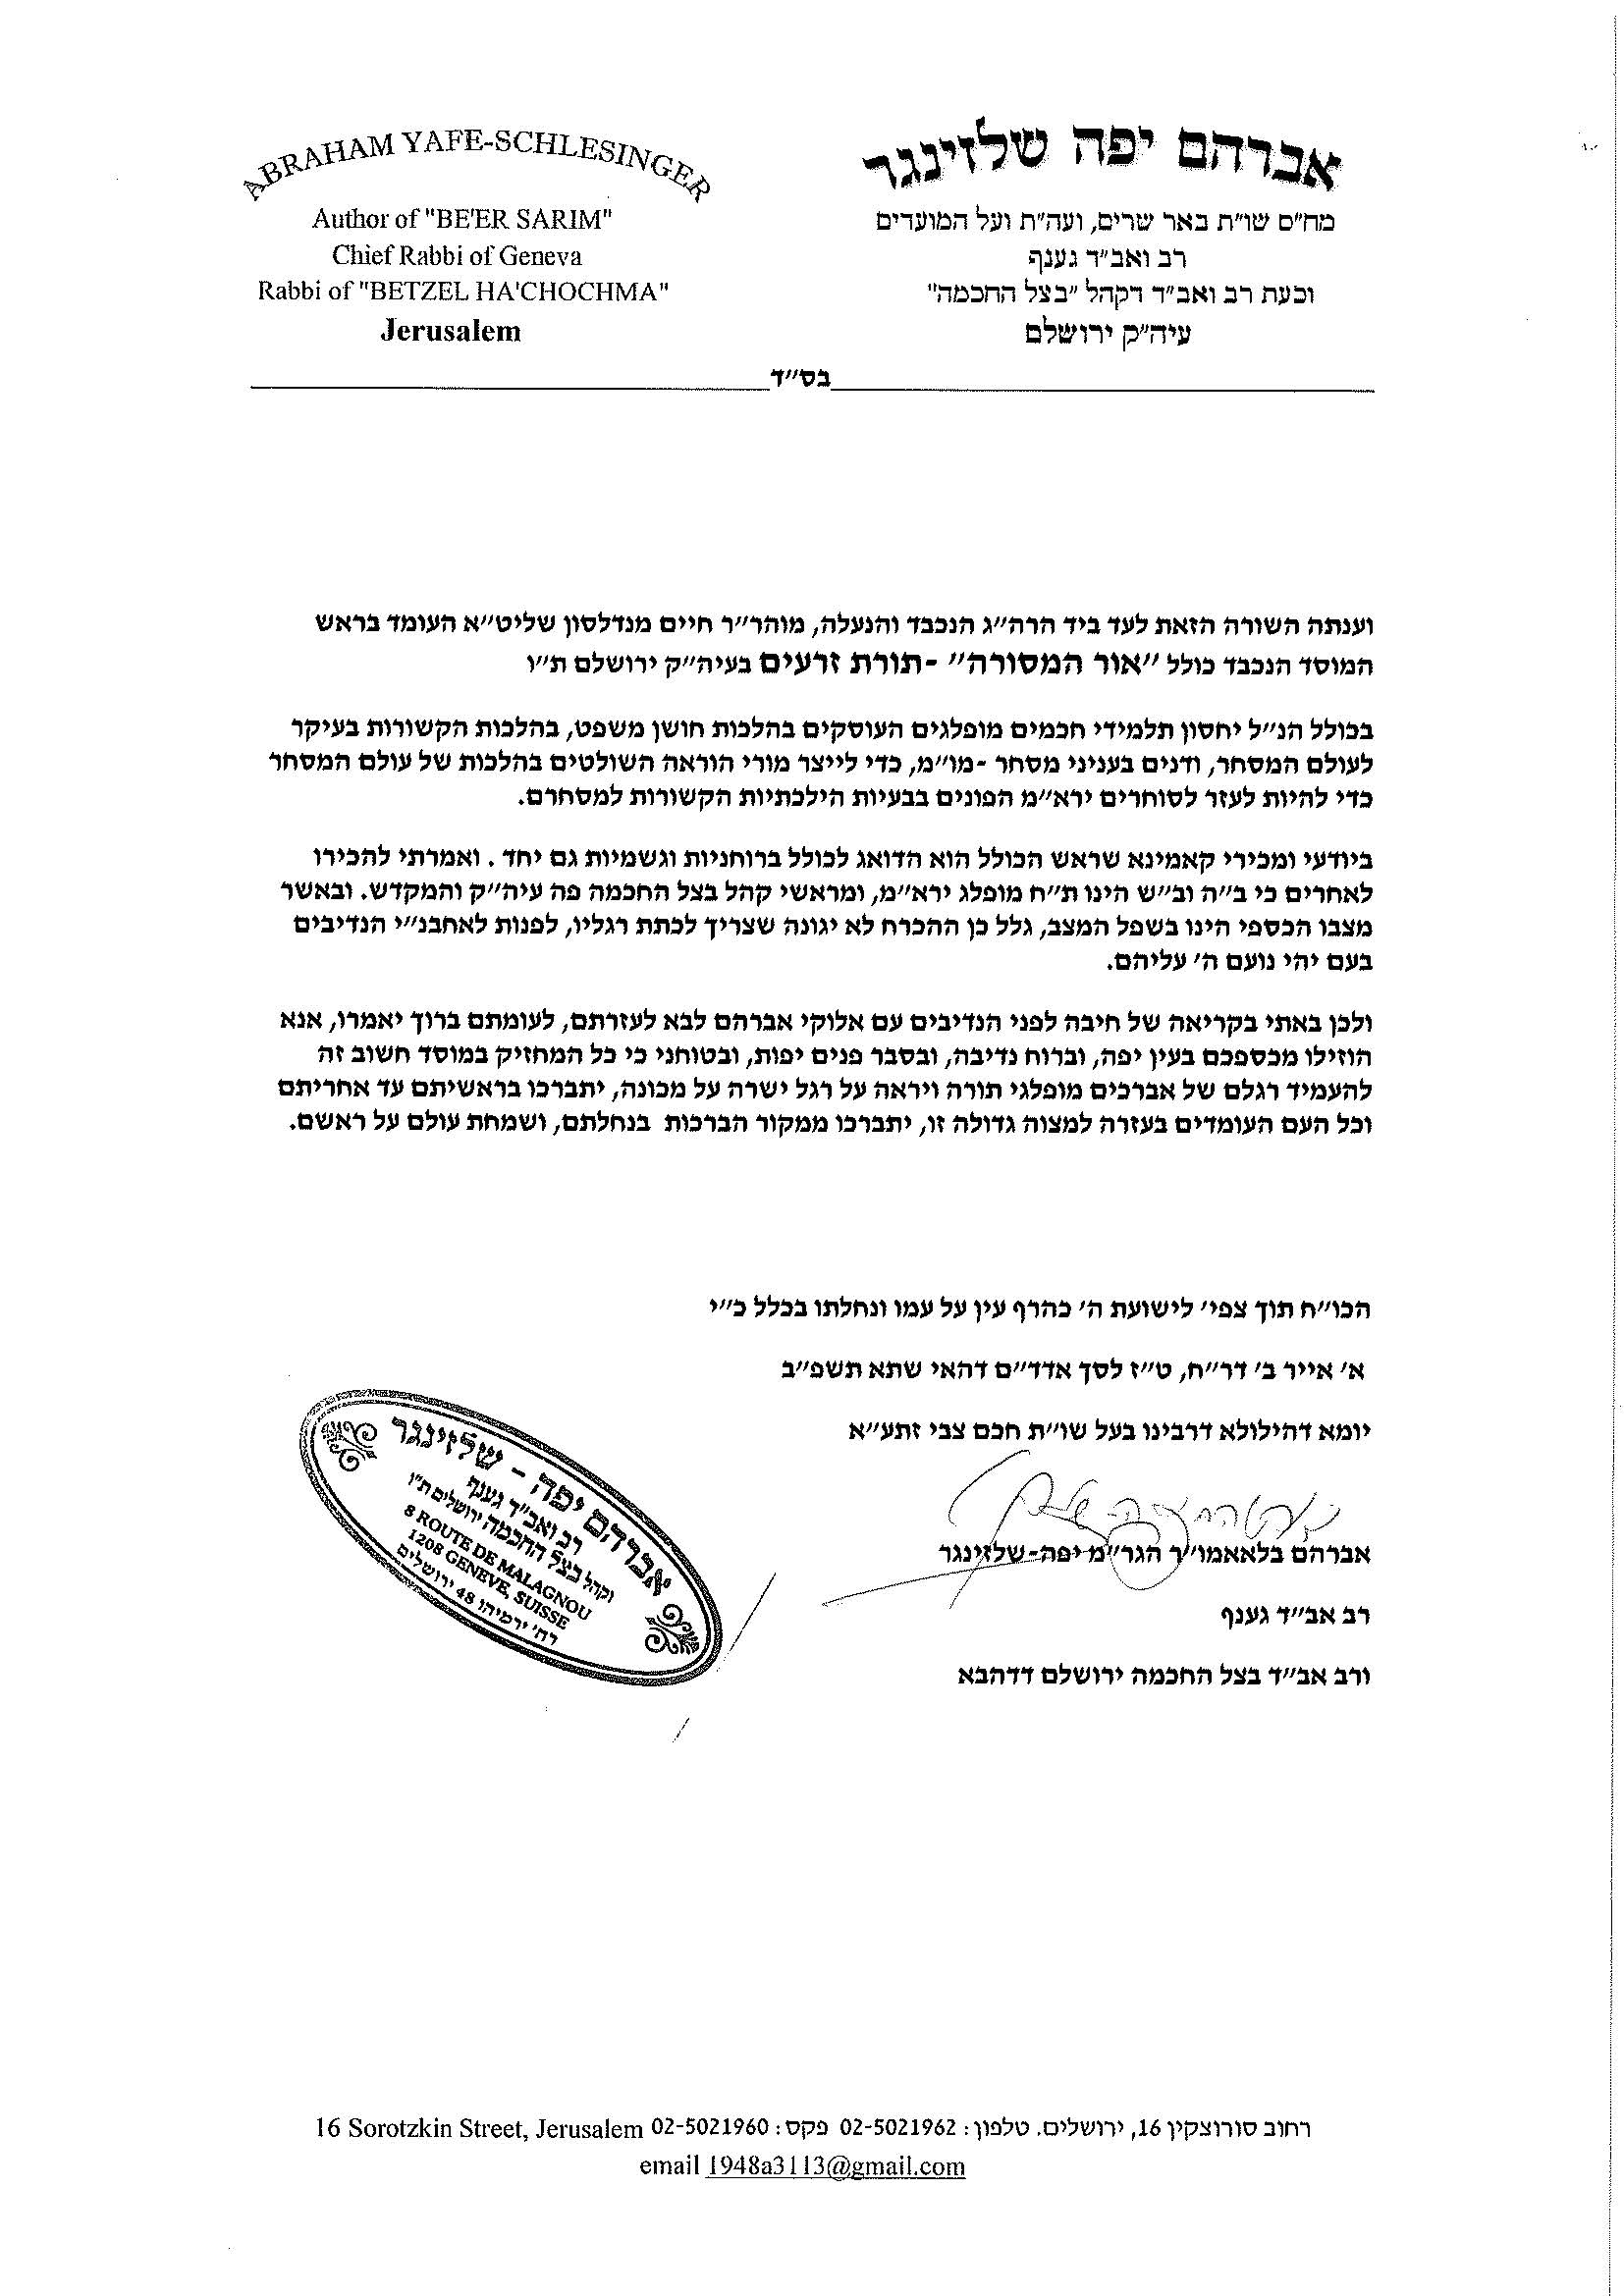 ABRAHAM YAFE-SCHLESINGER
Author of "BE'ER SARIM"
Chief Rabbi of Geneva
Rabbi of "BETZEL HA'CHOCHMA"
Jerusalem
אברהם יפה שלזינגר
מח"ס שו"ת באר שרים, ועה"ת ועל המועדים
רב ואב"ד גענף
וכעת רב ואב"ד דקהל "בצל החכמה"
עיה"ק ירושלם
בס"ד
וענתה השורה הזאת לעד ביד הרה"ג הנכבד והנעלה, מוהר"ר חיים מנדלסון שליט"א העומד בראש
המוסד הנכבד כולל "אור המסורה" -תורת זרעים בעיה"ק ירושלם ת"ו
בכולל הנ"ל יחסון תלמידי חכמים מופלגים העוסקים בהלכות חושן משפט, בהלכות הקשורות בעיקר
לעולם המסחר, ודנים בעניני מסחר -מו"מ, כדי לייצר מורי הוראה השולטים בהלכות של עולם המסחר
כדי להיות לעזר לסוחרים ירא"מ הפונים בבעיות הילכתיות הקשורות למסחרם.
ביודעי ומכירי קאמינא שראש הכולל הוא הדואג לכולל ברוחניות וגשמיות גם יחד . ואמרתי להכירו
לאחרים כי ב"ה וב"ש הינו ת"ח מופלג ירא"מ, ומראשי קהל בצל החכמה פה עיה"ק והמקדש. ובאשר
מצבו הכספי הינו בשפל המצב, גלל כן ההכרח לא יגונה שצריך לכתת רגליו, לפנות לאחבנ"י הנדיבים
בעם יהי נועם ה' עליהם.
ולכן באתי בקריאה של חיבה לפני הנדיבים עם אלוקי אברהם לבא לעזרתם, לעומתם ברוך יאמרו, אנא
הוזילו מכספכם בעין יפה, וברוח נדיבה, ובסבר פנים יפות, ובטוחני כי כל המחזיק במוסד חשוב זה
להעמיד רגלם של אברכים מופלגי תורה ויראה על רגל ישרה על מכונה, יתברכו בראשיתם עד אחריתם
וכל העם העומדים בעזרה למצוה גדולה זו, יתברכו ממקור הברכות בנחלתם, ושמחת עולם על ראשם.
הכו"ח תוך צפי' לישועת ה' כהרף עין על עמו ונחלתו בכלל כ"י
א' אייר ב' דר"ח, ט"ז לסך אדד"ם דהאי שתא תשפ"ב
יומא דהילולא דרבינו בעל שו"ת חכם צבי זתע"א
אברהם בלאאמו"ר הגר"מ יפה- שלזינגר
רב אב"ד גענף
ורב אב"ד בצל החכמה ירושלם דדהבא
אברהם יפה - שלזינגר
רב ואב"ד גענף
וקהל בצל החכמה ירושלים ת"ו
8 ROUTE DE MALAGNOU
1208 GENEVE, SUISSE
רח' ירמיהו 48 ירושלים
רחוב סורוצקין 16, ירושלים. טלפון: 02-5021962 פקס: 02-5021960 16 Sorotzkin Street, Jerusalem
email 1948a3113@gmail.com